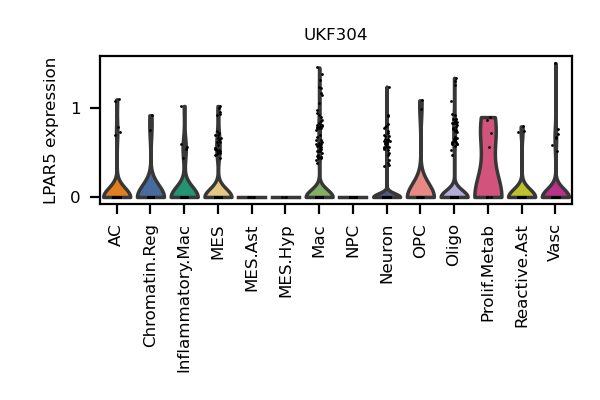 UKF304
LPAR5 expression
1
0
AC
Chromatin.Reg
Inflammatory.Mac
MES
MES.Ast
MES.Hyp
Mac
NPC
Neuron
OPC
Oligo
Prolif.Metab
Reactive.Ast
Vasc